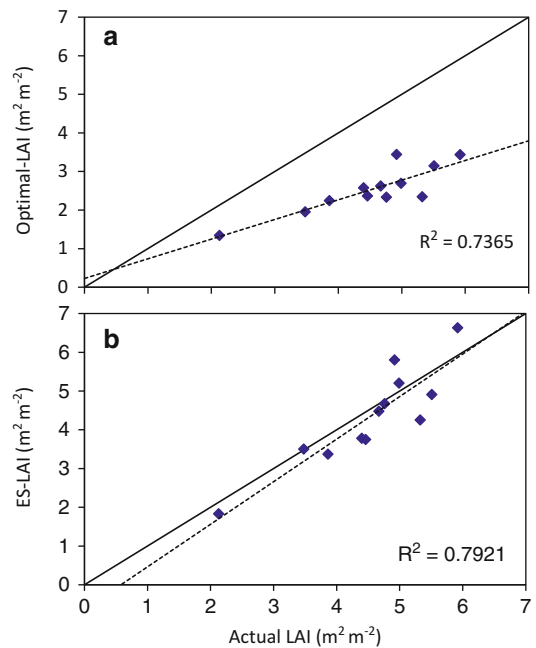 a
7
6
5
4
3
2
1
0
Optimal-LAI (m² m⁻²)
R² = 0.7365
b
7
6
5
4
3
2
1
0
ES-LAI (m² m⁻²)
R² = 0.7921
0 1 2 3 4 5 6 7
Actual LAI (m² m⁻²)